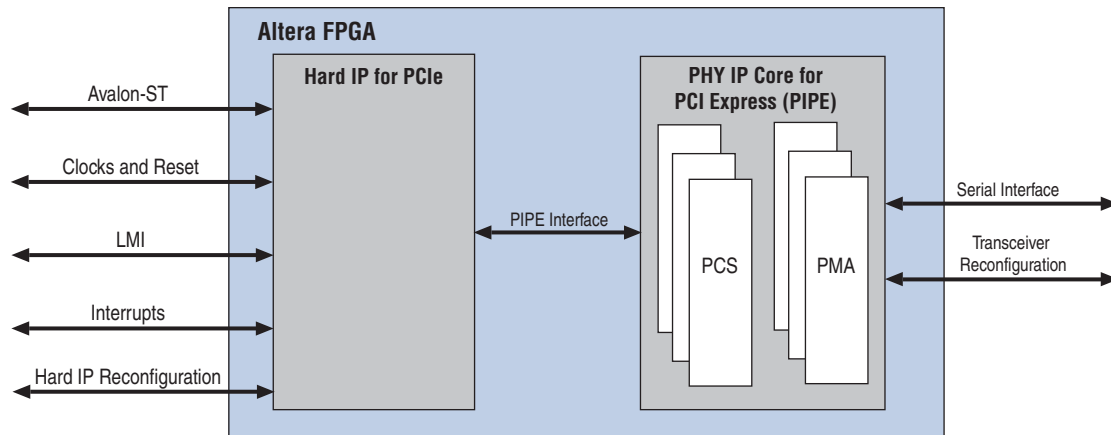 Altera FPGA
Hard IP for PCIe
PHY IP Core for
PCI Express (PIPE)
Avalon-ST
Clocks and Reset
LMI
Interrupts
Hard IP Reconfiguration
PIPE Interface
PCS
PMA
Serial Interface
Transceiver
Reconfiguration